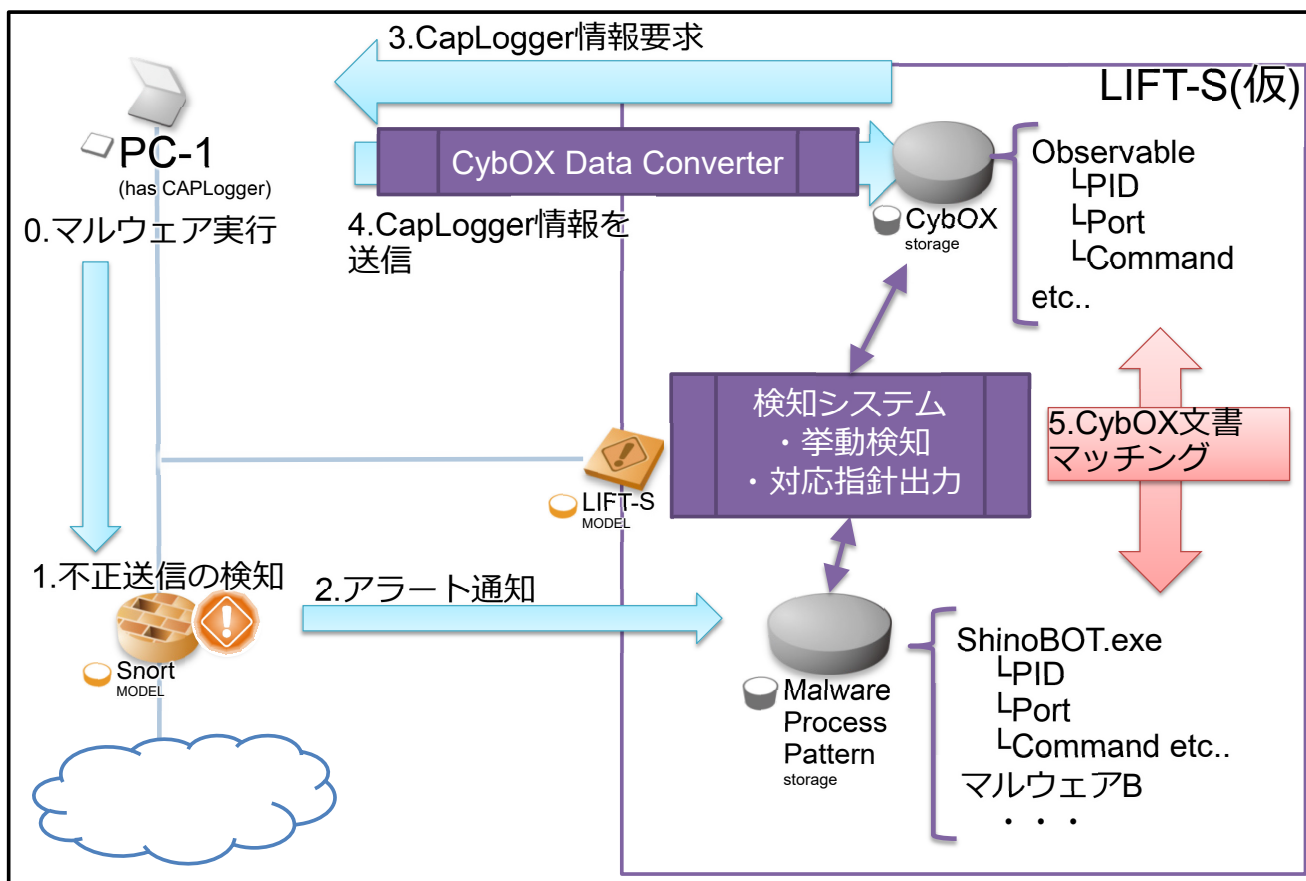 3.CapLogger情報要求
LIFT-S(仮)
PC-1
(has CAPLogger)
CybOX Data Converter
0.マルウェア実行
4.CapLogger情報を
送信
CybOX
storage
Observable
└PID
└Port
└Command
etc..
検知システム
・挙動検知
・対応指針出力
5.CybOX文書
マッチング
LIFT-S
MODEL
1.不正送信の検知
2.アラート通知
Snort
MODEL
Malware
Process
Pattern
storage
ShinoBOT.exe
└PID
└Port
└Command etc..
マルウェアB
・・・